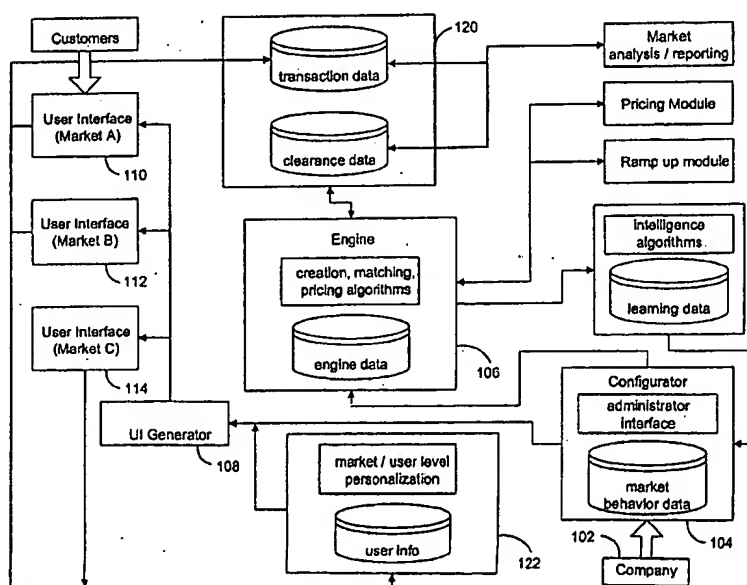 Customers
120
Market
analysis / reporting
transaction data
Pricing Module
User Interface
(Market A)
110
clearance data
Ramp up module
User Interface
(Market B)
112
Engine
creation, matching,
pricing algorithms
intelligence
algorithms
learning data
User Interface
(Market C)
114
engine data
106
Configurator
administrator
interface
UI Generator
108
market / user level
personalization
market
behavior data
user info
122
102
104
Company